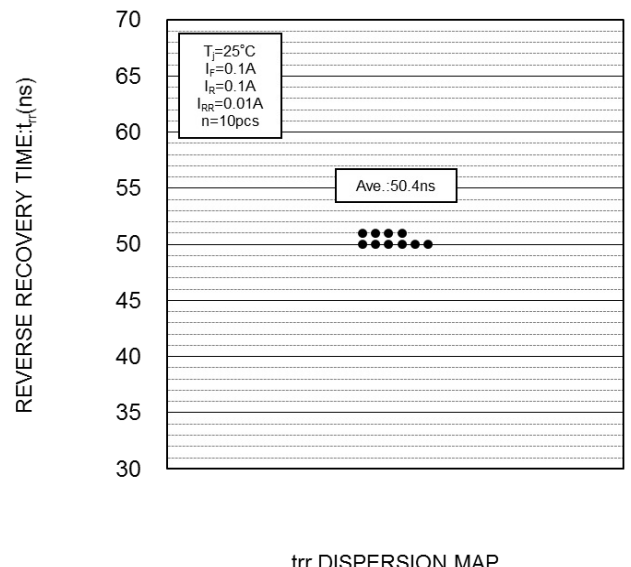 70
65
60
55
50
45
40
35
30
REVERSE RECOVERY TIME:trr(ns)
Tj=25°C
IF=0.1A
IR=0.1A
IRR=0.01A
n=10pcs
Ave.:50.4ns
trr DISPERSION MAP